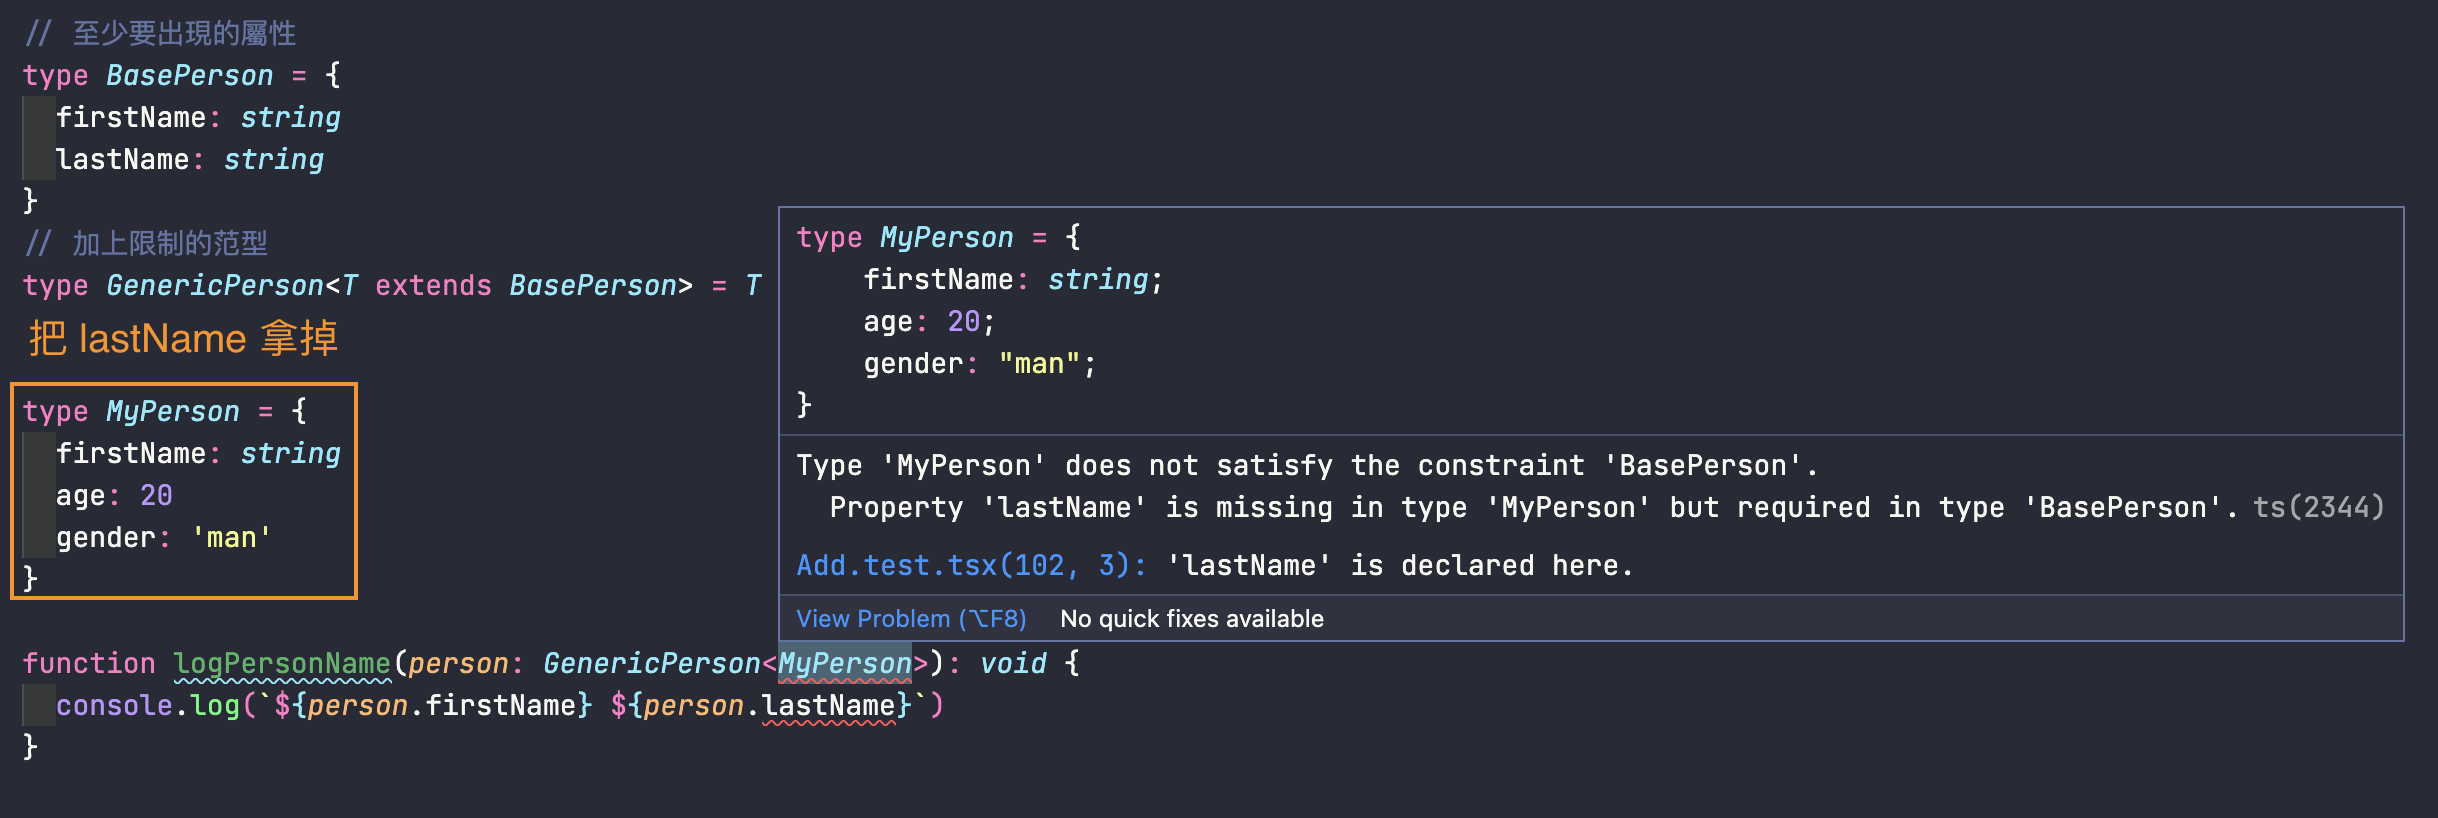 // 至少要出現的屬性
type BasePerson = {
  firstName: string
  lastName: string
}
// 加上限制的范型
type GenericPerson<T extends BasePerson> = T
把 lastName 拿掉
type MyPerson = {
  firstName: string
  age: 20
  gender: 'man'
}
type MyPerson = {
    firstName: string;
    age: 20;
    gender: "man";
}
Type 'MyPerson' does not satisfy the constraint 'BasePerson'.
  Property 'lastName' is missing in type 'MyPerson' but required in type 'BasePerson'. ts(2344)
Add.test.tsx(102, 3): 'lastName' is declared here.
View Problem (⌥F8) No quick fixes available
function logPersonName(person: GenericPerson<MyPerson>): void {
  console.log(`${person.firstName} ${person.lastName}`)
}